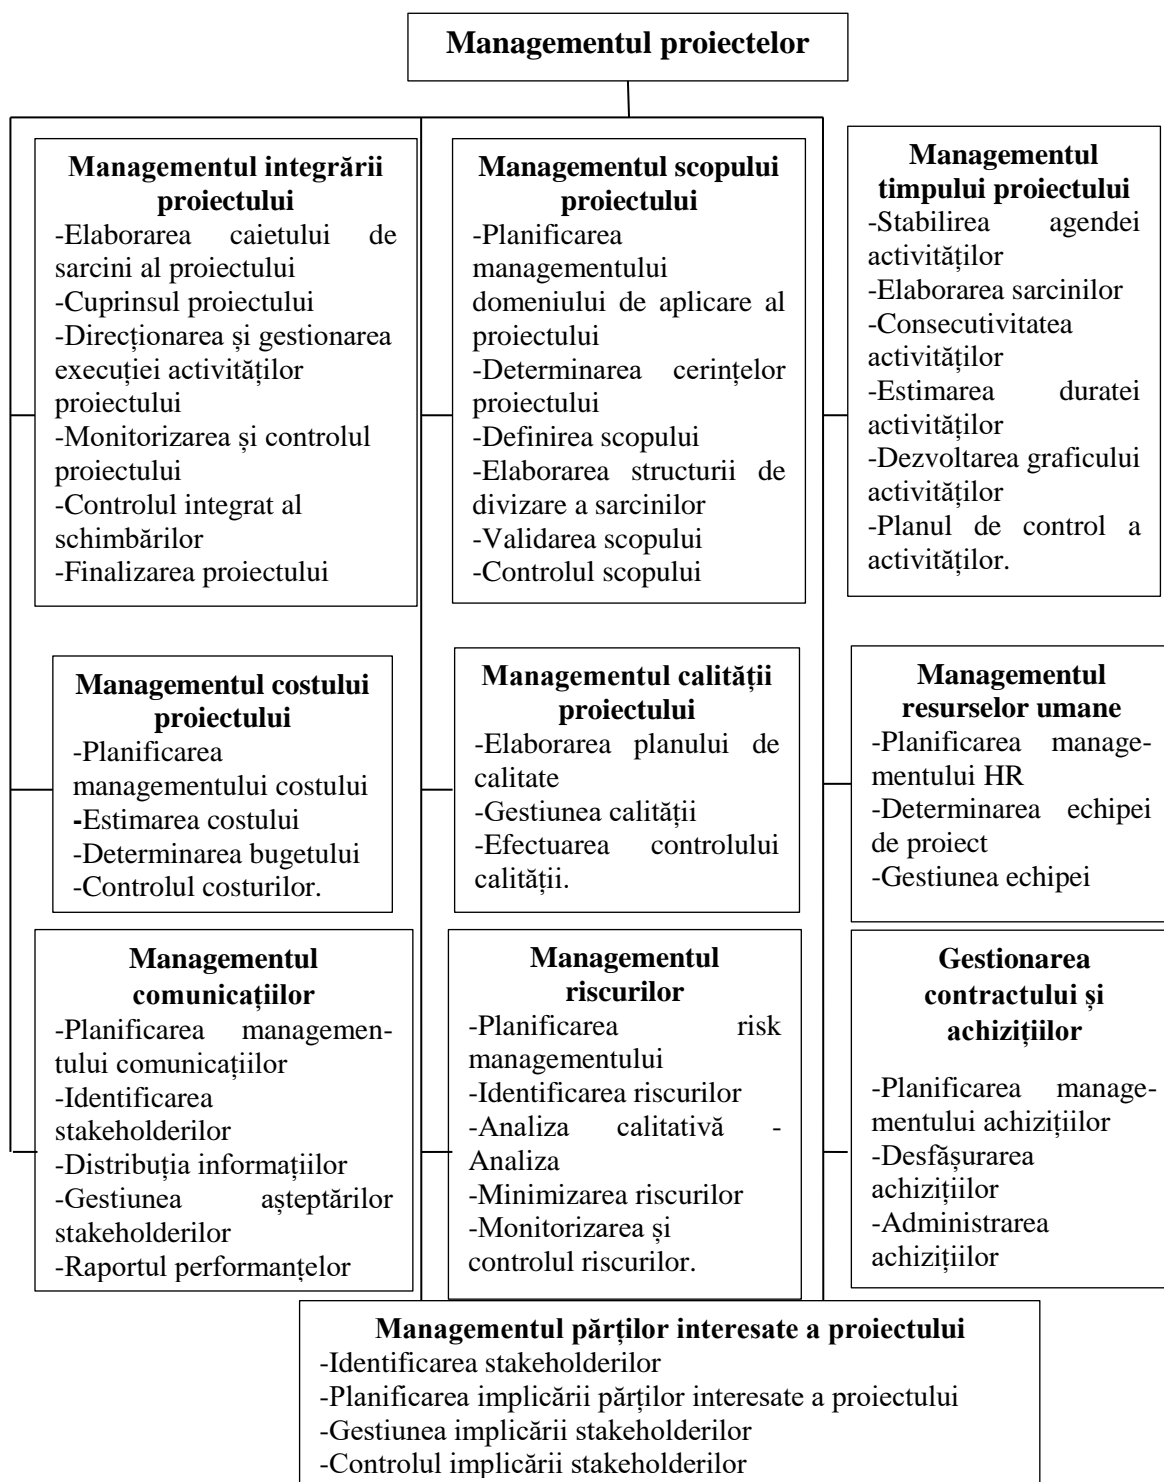 Managementul proiectelor
Managementul integrării
proiectului
-Elaborarea caietului de
sarcini al proiectului
-Cuprinsul proiectului
-Direcționarea și gestionarea
execuției activităților
proiectului
-Monitorizarea și controlul
proiectului
-Controlul integrat al
schimbărilor
-Finalizarea proiectului
Managementul scopului
proiectului
-Planificarea
managementului
domeniului de aplicare al
proiectului
-Determinarea cerințelor
proiectului
-Definirea scopului
-Elaborarea structurii de
divizare a sarcinilor
-Validarea scopului
-Controlul scopului
Managementul
timpului proiectului
-Stabilirea agendei
activităților
-Elaborarea sarcinilor
-Consecutivitatea
activităților
-Estimarea duratei
activităților
-Dezvoltarea graficului
activităților
-Planul de control a
activităților.
Managementul costului
proiectului
-Planificarea
managementului costului
-Estimarea costului
-Determinarea bugetului
-Controlul costurilor.
Managementul calității
proiectului
-Elaborarea planului de
calitate
-Gestiunea calității
-Efectuarea controlului
calității.
Managementul
resurselor umane
-Planificarea manage-
mentului HR
-Determinarea echipei
de proiect
-Gestiunea echipei
Managementul
comunicațiilor
-Planificarea managemen-
tului comunicațiilor
-Identificarea
stakeholderilor
-Distribuția informațiilor
-Gestiunea așteptărilor
stakeholderilor
-Raportul performanțelor
Managementul
riscurilor
-Planificarea risk
managementului
-Identificarea riscurilor
-Analiza calitativă -
Analiza
-Minimizarea riscurilor
-Monitorizarea și
controlul riscurilor.
Gestionarea
contractului și
achizițiilor
-Planificarea manage-
mentului achizițiilor
-Desfășurarea
achizițiilor
-Administrarea
achizițiilor
Managementul părților interesate a proiectului
-Identificarea stakeholderilor
-Planificarea implicării părților interesate a proiectului
-Gestiunea implicării stakeholderilor
-Controlul implicării stakeholderilor